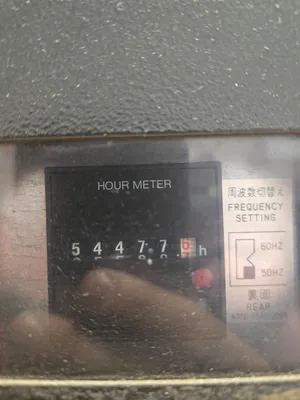 HOUR METER
5 4 4 7 7 6 h
周波数切替え
FREQUENCY
SETTING
60HZ
50HZ
裏面
REAR